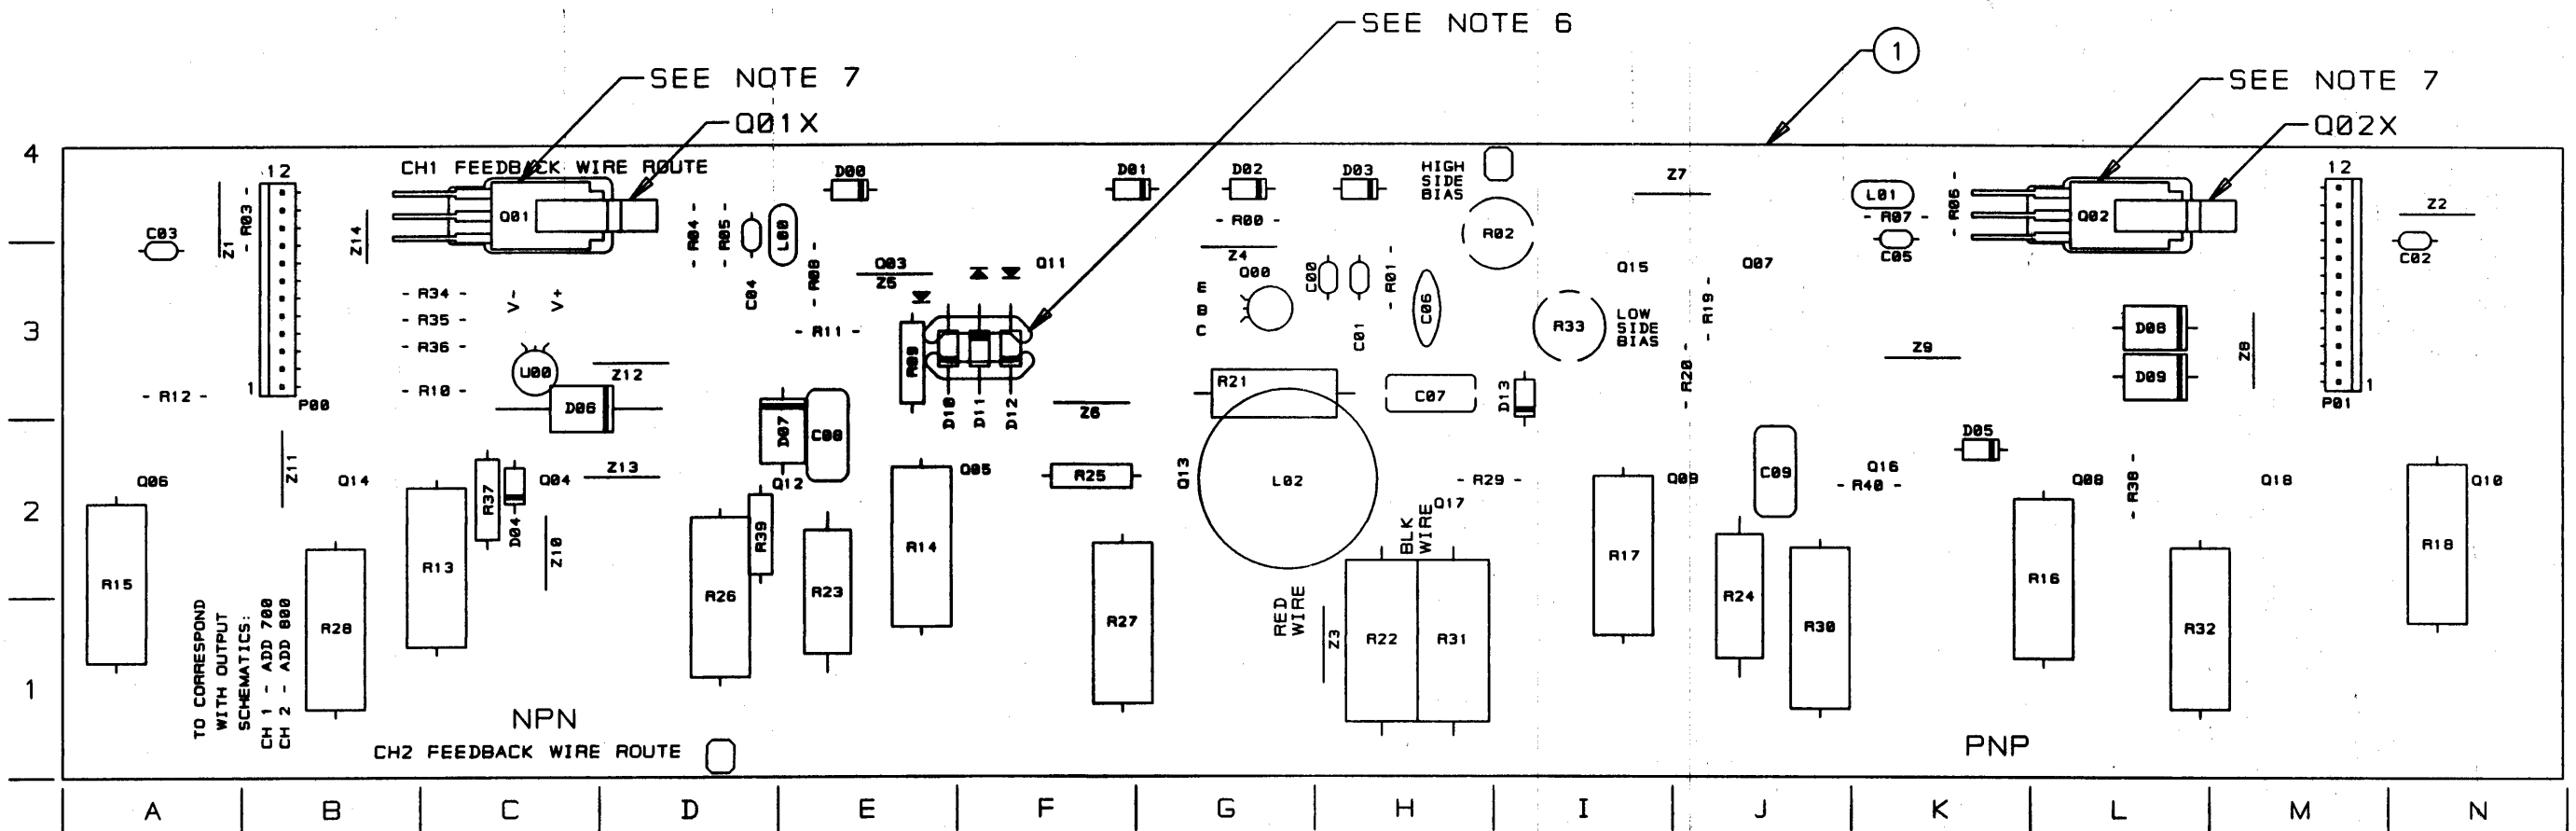 SEE NOTE 6
1
SEE NOTE 7
SEE NOTE 7
Q01X
Q02X
4
CH1 FEEDBACK WIRE ROUTE
12
D00
D01
D02
D03
HIGH
SIDE
BIAS
Z7
L01
R06
12
Z2
R03
Z1
C03
Z14
Q01
R04
R05
L00
R00
R02
R07
Q02
C05
C02
Z4
Q03
Z5
R08
C04
Q11
Q00
C00
R01
C01
C06
Q15
Q07
R19
R34
R35
R36
R10
V-
V+
E
B
C
3
R11
R09
R33
LOW
SIDE
BIAS
D08
D09
Z8
Z9
U00
Z12
R20
R12
1
P00
D06
D10
D11
D12
Z6
R21
C07
D13
1
P01
D07
C08
D05
Z11
Z13
Q06
Q14
R37
Q04
D04
Q12
Q05
R25
Q13
L02
R29
Q09
C09
Q16
R40
Q08
R38
Q18
Q10
2
Z10
R39
Q17
BLK
WIRE
R15
R13
R14
R17
R16
R18
R28
R26
R23
R27
RED
WIRE
Z3
R22
R31
R24
R30
R32
1
TO CORRESPOND
WITH OUTPUT
SCHEMATICS:
CH 1 - ADD 700
CH 2 - ADD 800
NPN
CH2 FEEDBACK WIRE ROUTE
PNP
A B C D E F G H I J K L M N